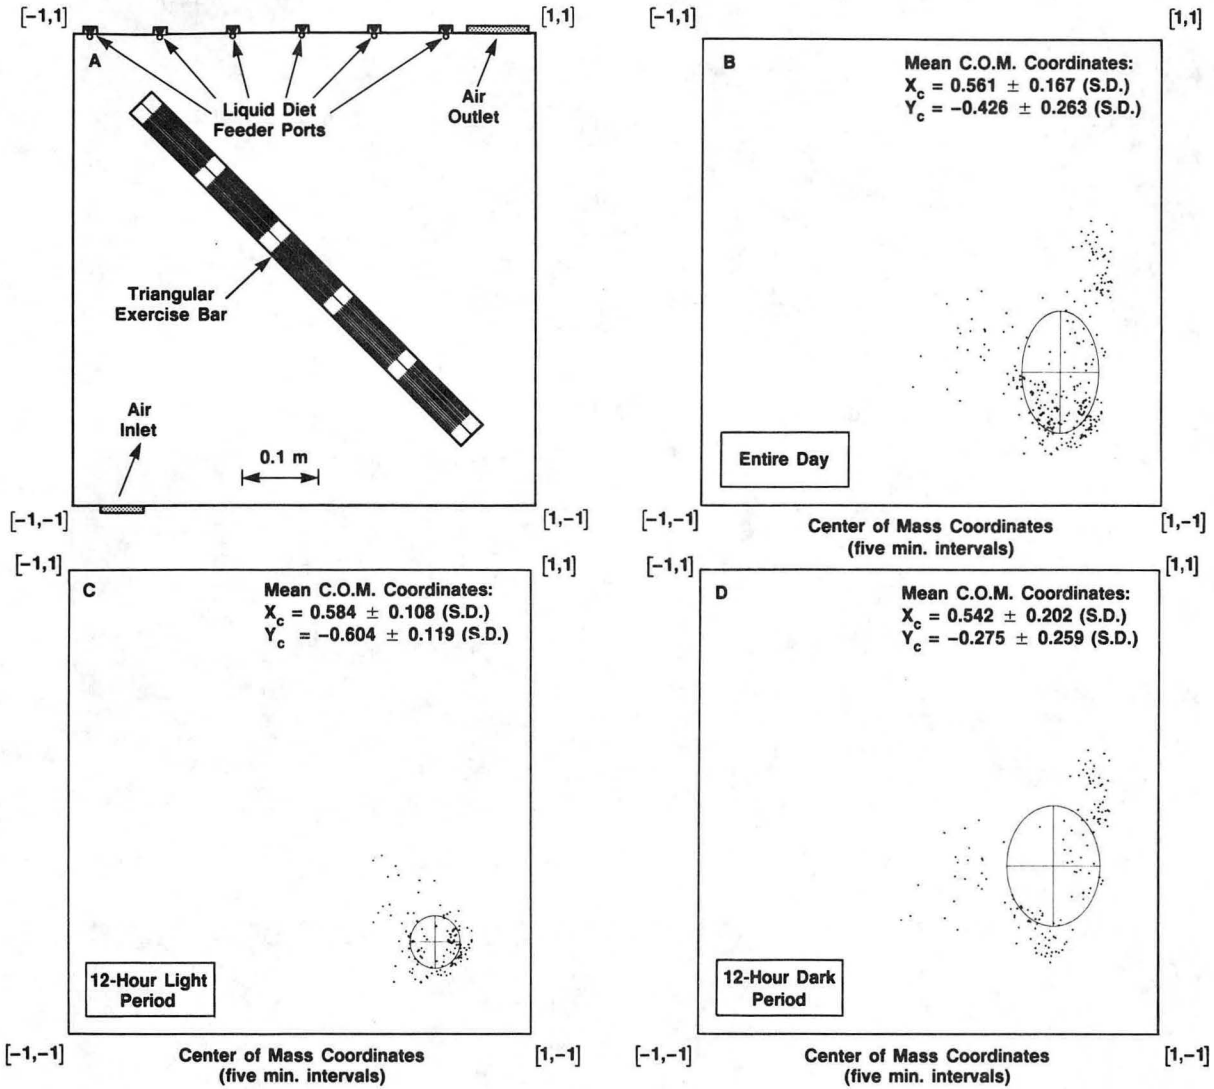 [−1,1]
[1,1]
A
Liquid Diet
Feeder Ports
Air
Outlet
Triangular
Exercise Bar
Air
Inlet
0.1 m
[−1,−1]
[1,−1]
[−1,1]
[1,1]
B
Mean C.O.M. Coordinates:
Xc = 0.561 ± 0.167 (S.D.)
Yc = −0.426 ± 0.263 (S.D.)
Entire Day
[−1,−1]
[1,−1]
Center of Mass Coordinates
(five min. intervals)
[−1,1]
[1,1]
C
Mean C.O.M. Coordinates:
Xc = 0.584 ± 0.108 (S.D.)
Yc = −0.604 ± 0.119 (S.D.)
12-Hour Light
Period
[−1,−1]
[1,−1]
Center of Mass Coordinates
(five min. intervals)
[−1,1]
[1,1]
D
Mean C.O.M. Coordinates:
Xc = 0.542 ± 0.202 (S.D.)
Yc = −0.275 ± 0.259 (S.D.)
12-Hour Dark
Period
[−1,−1]
[1,−1]
Center of Mass Coordinates
(five min. intervals)